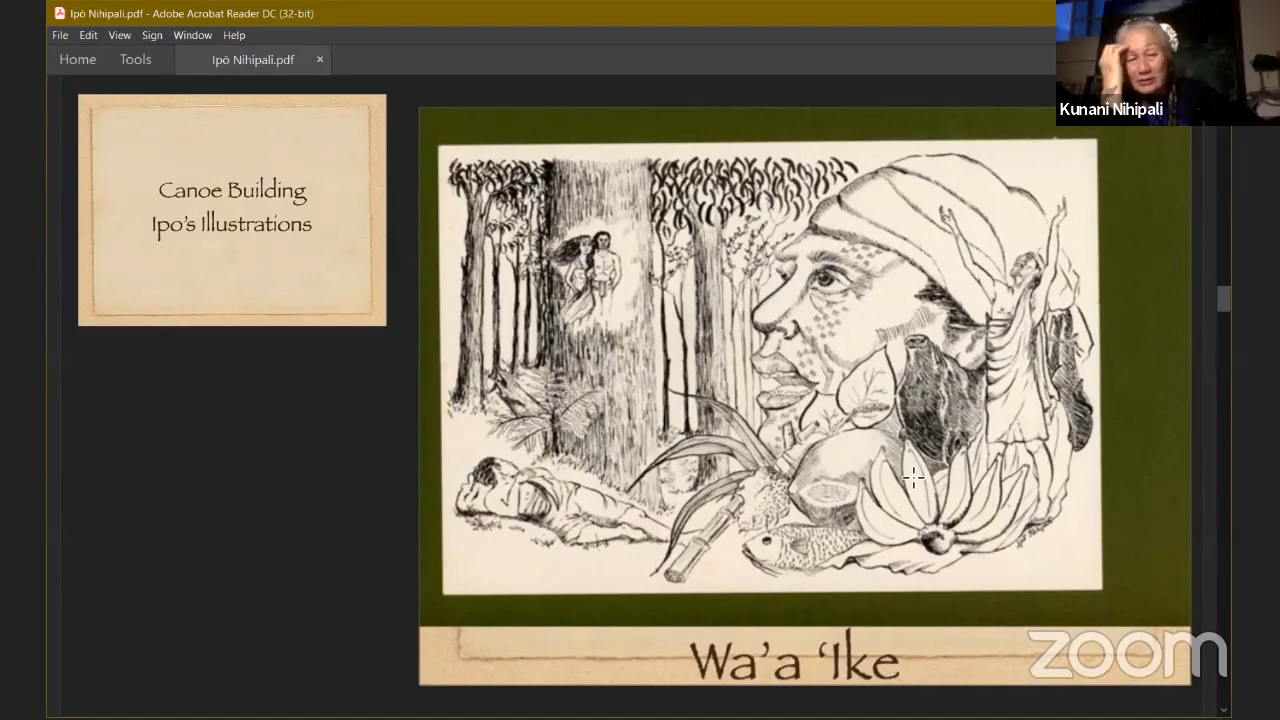 Ipō Nihipali.pdf - Adobe Acrobat Reader DC (32-bit)
File Edit View Sign Window Help
Home Tools Ipō Nihipali.pdf ×
Kunani Nihipali
Canoe Building
Ipo's Illustrations
Wa'a ʻIke
zoom